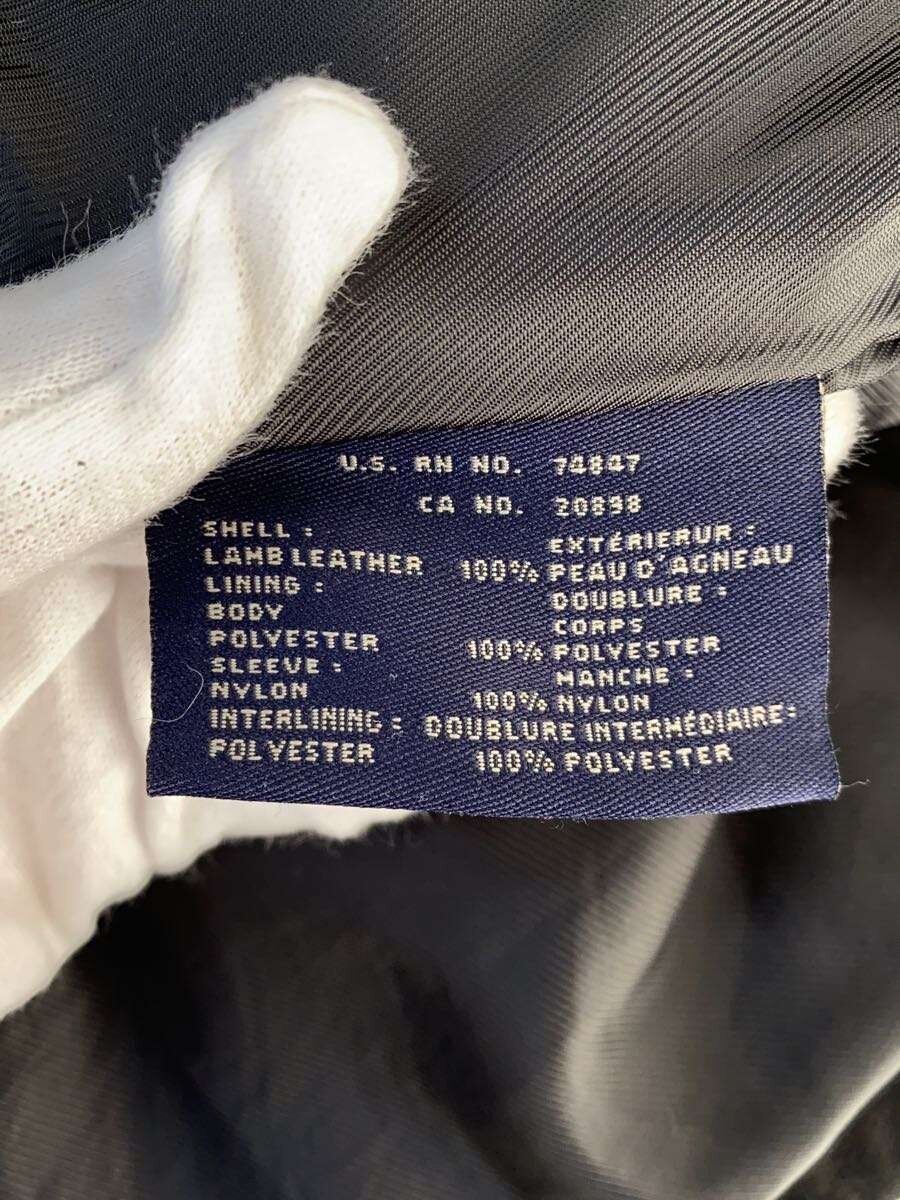 U.S. RN NO. 74847
CA NO. 20898
SHELL : EXTÉRIERUR :
LAMB LEATHER 100% PEAU D'AGNEAU
LINING : DOUBLURE :
BODY CORPS
POLYESTER 100% POLYESTER
SLEEVE : MANCHE :
NYLON 100% NYLON
INTERLINING : DOUBLURE INTERMÉDIAIRE:
POLYESTER 100% POLYESTER